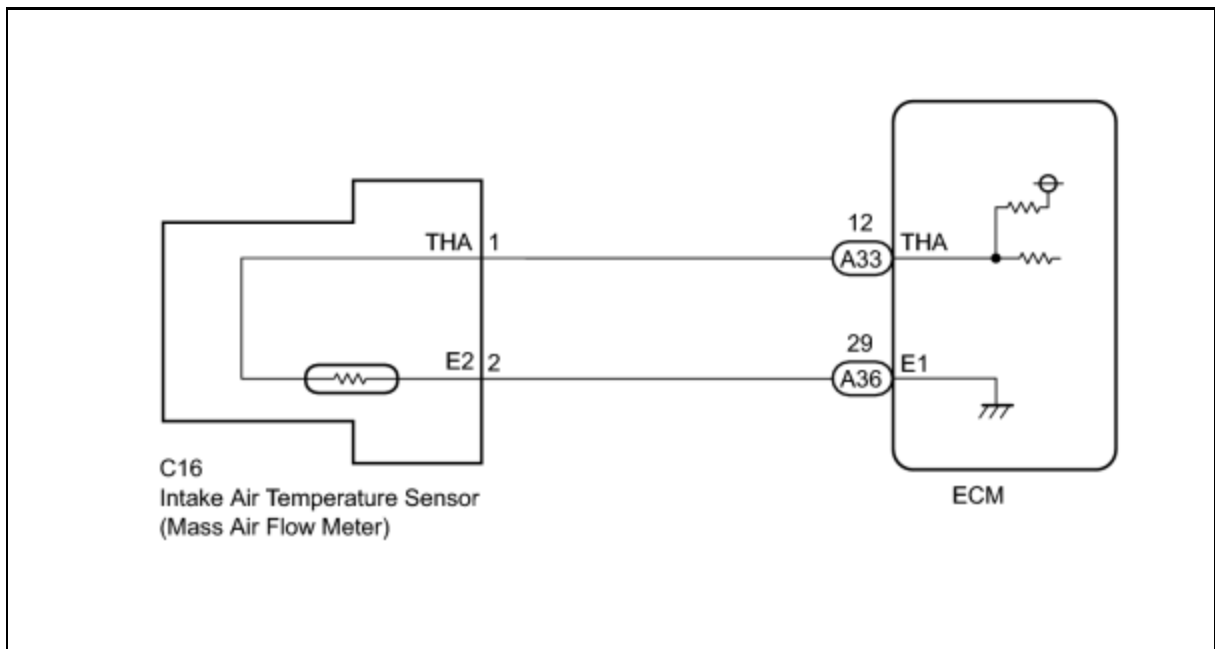 12
THA 1
A33 THA
29
E2 2
A36 E1
C16
Intake Air Temperature Sensor
(Mass Air Flow Meter)
ECM